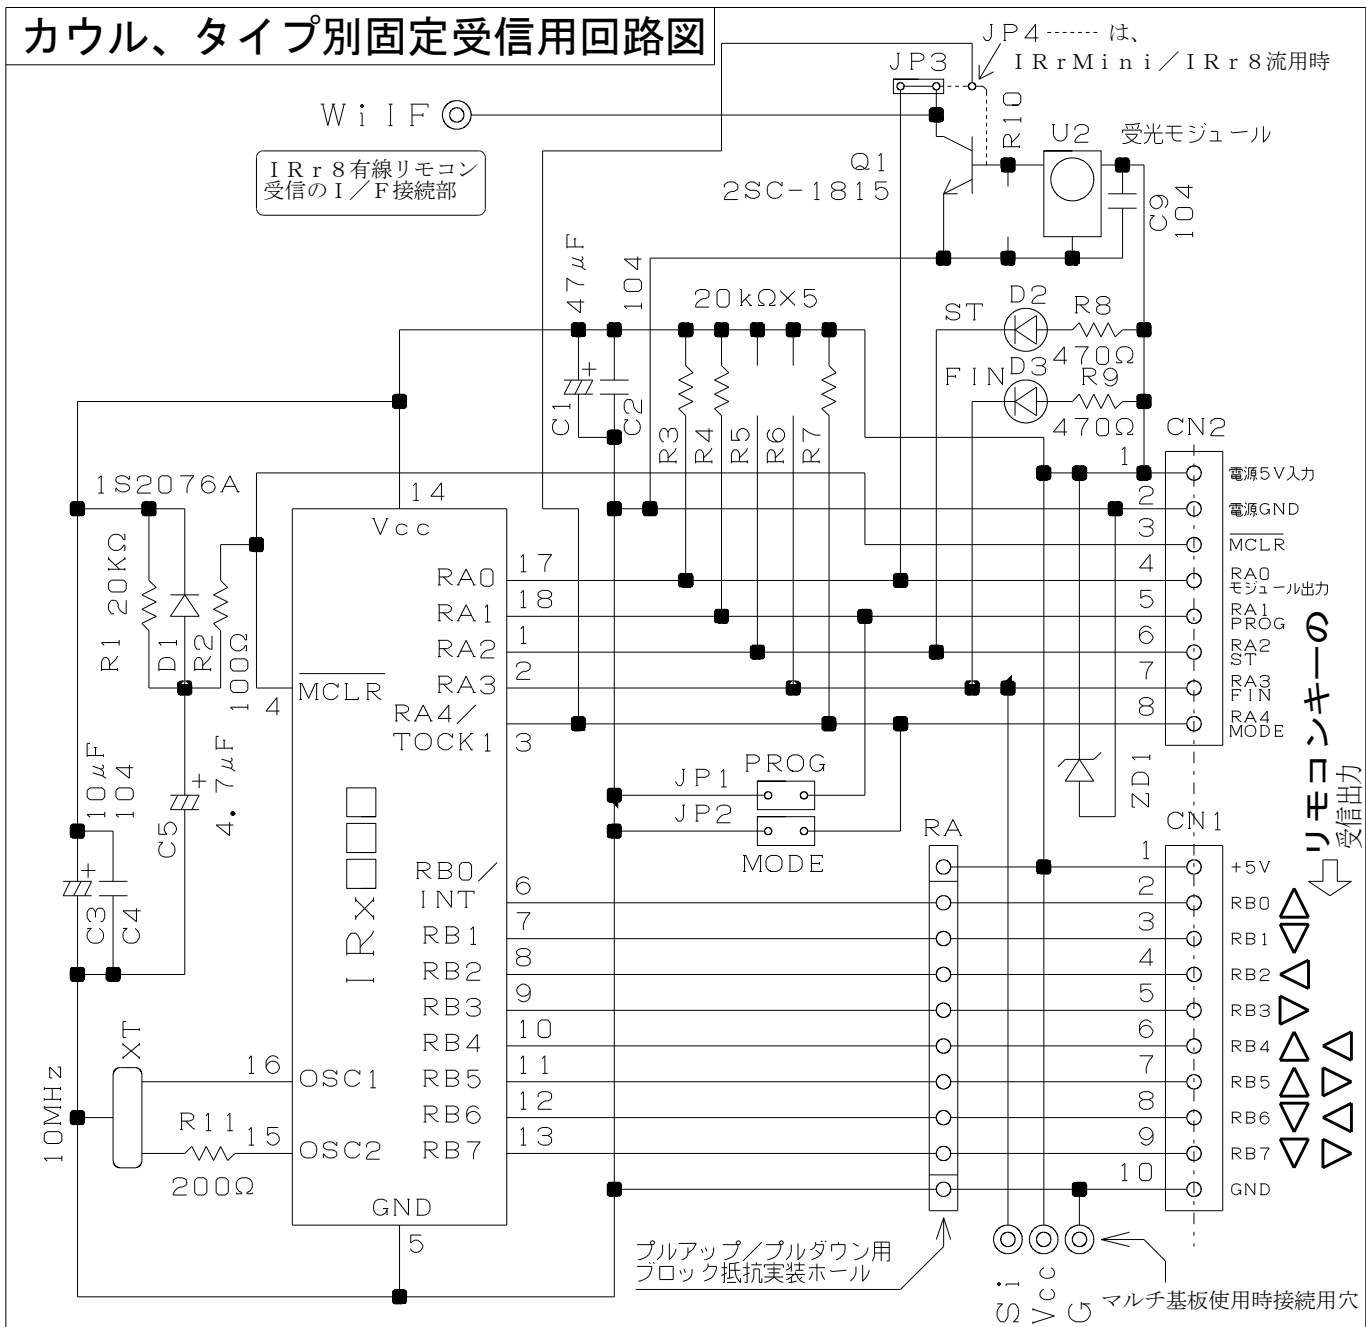 カウル、タイプ別固定受信用回路図
JP4------- は、
IRrMini／IRr8流用時
JP3
WiIF
IRr8有線リモコン
受信のI／F接続部
R10
U2 受光モジュール
Q1
2SC-1815
C9
104
47μF
104
20kΩ×5
ST
D2
R8
470Ω
FIN
D3
R9
470Ω
C1
C2
R3
R4
R5
R6
R7
CN2
1 電源5V入力
2 電源GND
3 MCLR
4 RA0
モジュール出力
5 RA1
PROG
6 RA2
ST
7 RA3
FIN
8 RA4
MODE
1S2076A
14
Vcc
R1 20KΩ
D1
R2
100Ω
RA0 17
RA1 18
RA2 1
RA3 2
4 MCLR
RA4/
TOCK1 3
10μF
104
C5
4.7μF
C3
C4
IRx□□□
JP1 PROG
JP2
MODE
ZD1
リモコンキーの
受信出力
RA
CN1
RB0/
INT 6
RB1 7
RB2 8
RB3 9
RB4 10
RB5 11
RB6 12
RB7 13
1 +5V
2 RB0 △
3 RB1 ▽
4 RB2 ◁
5 RB3 ▷
6 RB4 △ ◁
7 RB5 △ ▷
8 RB6 ▽ ◁
9 RB7 ▽ ▷
10 GND
XT
10MHz
16 OSC1
R11
200Ω
15 OSC2
GND
5
プルアップ／プルダウン用
ブロック抵抗実装ホール
Si
Vcc
G
マルチ基板使用時接続用穴